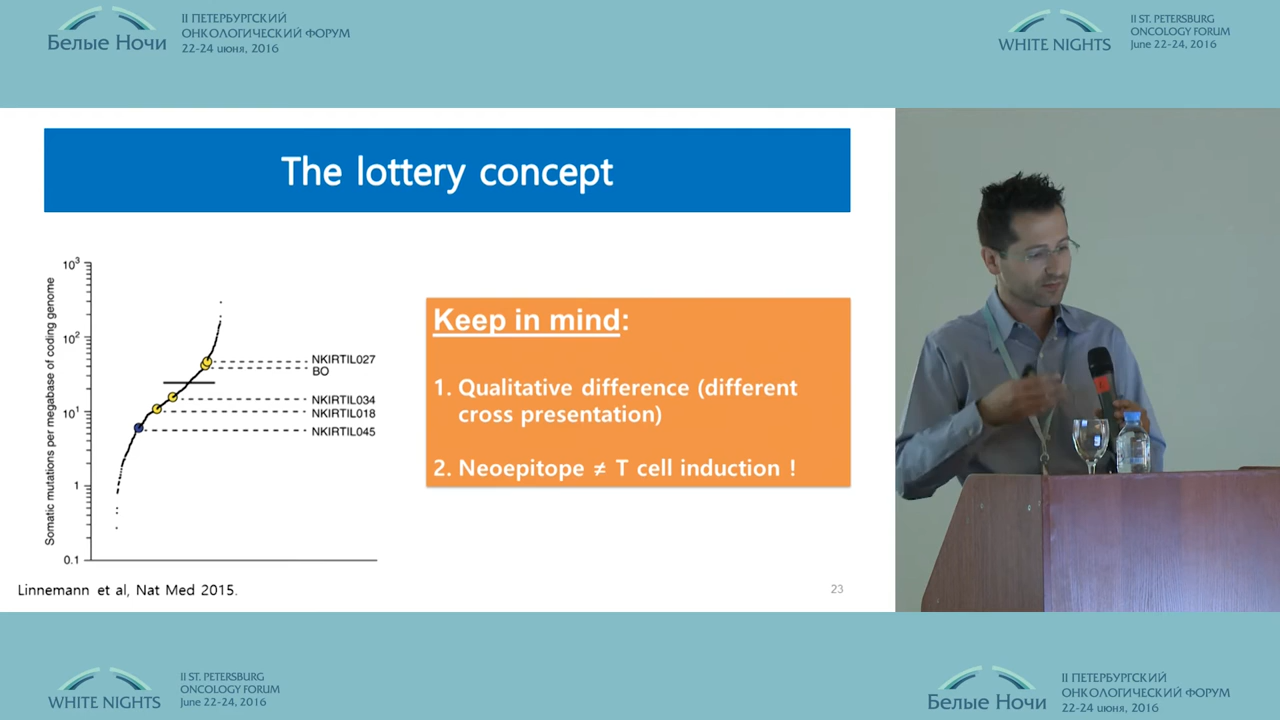 Белые Ночи
II ПЕТЕРБУРГСКИЙ
ОНКОЛОГИЧЕСКИЙ ФОРУМ
22-24 июня, 2016
WHITE NIGHTS
II ST. PETERSBURG
ONCOLOGY FORUM
June 22-24, 2016
The lottery concept
Somatic mutations per megabase of coding genome
10³
10²
10¹
1
0.1
NKIRTIL027
BO
NKIRTIL034
NKIRTIL018
NKIRTIL045
Keep in mind:
1. Qualitative difference (different
cross presentation)
2. Neoepitope ≠ T cell induction !
Linnemann et al, Nat Med 2015.
23
WHITE NIGHTS
II ST. PETERSBURG
ONCOLOGY FORUM
June 22-24, 2016
Белые Ночи
II ПЕТЕРБУРГСКИЙ
ОНКОЛОГИЧЕСКИЙ ФОРУМ
22-24 июня, 2016